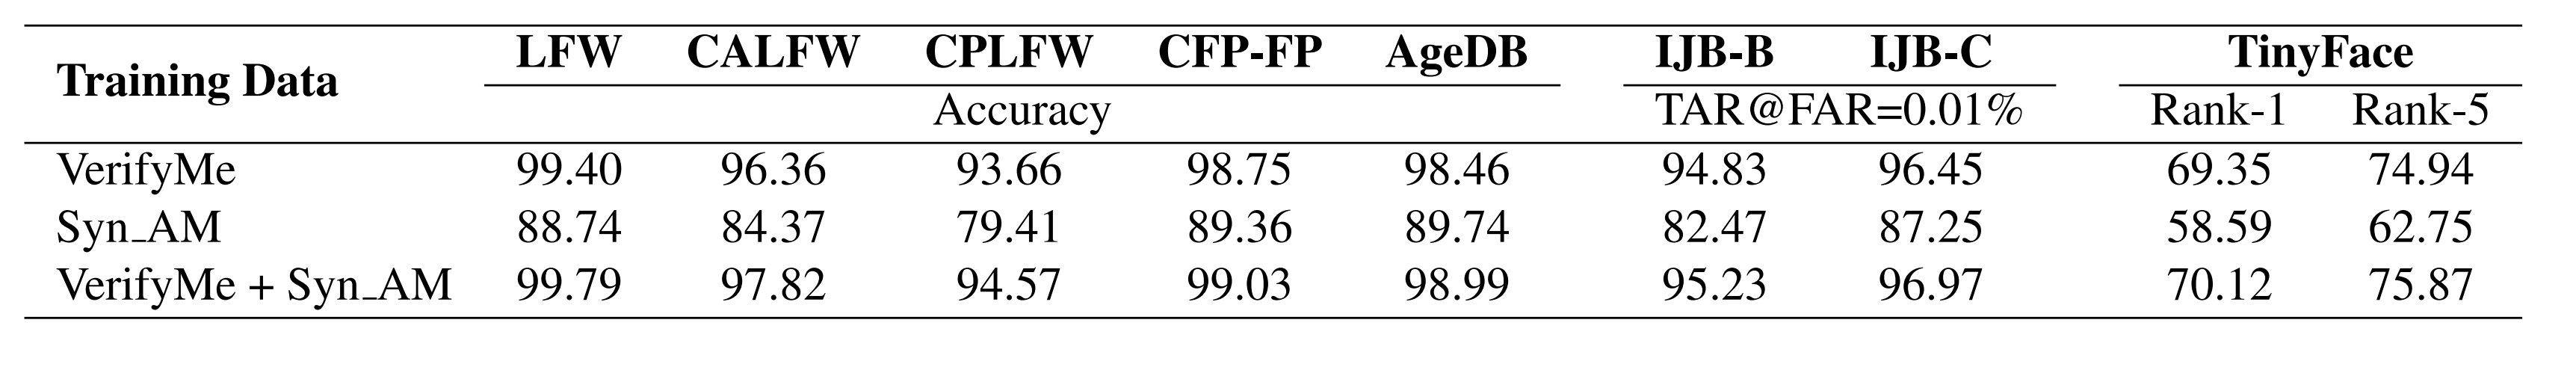 Training Data LFW CALFW CPLFW CFP-FP AgeDB IJB-B IJB-C TinyFace
Accuracy TAR@FAR=0.01% Rank-1 Rank-5
VerifyMe 99.40 96.36 93.66 98.75 98.46 94.83 96.45 69.35 74.94
Syn_AM 88.74 84.37 79.41 89.36 89.74 82.47 87.25 58.59 62.75
VerifyMe + Syn_AM 99.79 97.82 94.57 99.03 98.99 95.23 96.97 70.12 75.87